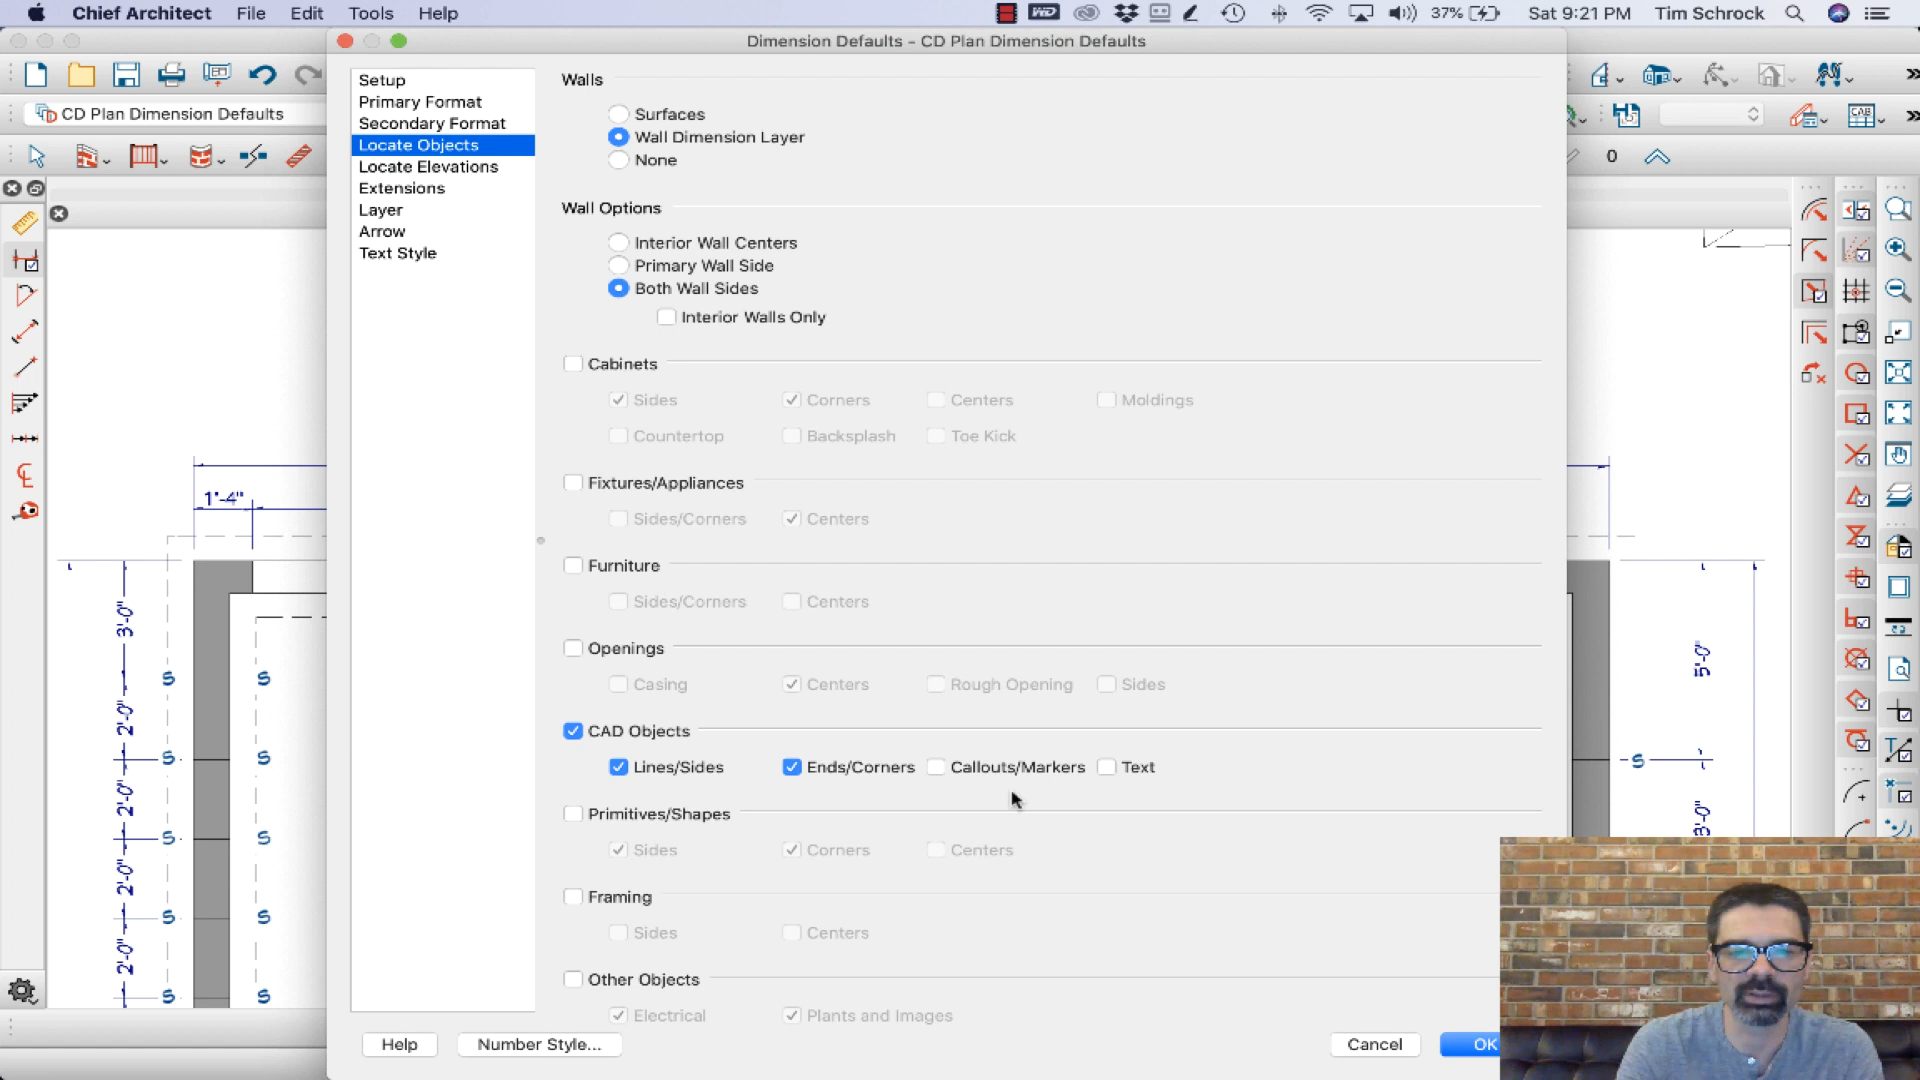 Chief Architect File Edit Tools Help WD 37% Sat 9:21 PM Tim Schrock
Dimension Defaults - CD Plan Dimension Defaults
CD Plan Dimension Defaults
Setup
Primary Format
Secondary Format
Locate Objects
Locate Elevations
Extensions
Layer
Arrow
Text Style
Walls
Surfaces
Wall Dimension Layer
None
Wall Options
Interior Wall Centers
Primary Wall Side
Both Wall Sides
Interior Walls Only
Cabinets
Sides Corners Centers Moldings
Countertop Backsplash Toe Kick
Fixtures/Appliances
Sides/Corners Centers
Furniture
Sides/Corners Centers
Openings
Casing Centers Rough Opening Sides
CAD Objects
Lines/Sides Ends/Corners Callouts/Markers Text
Primitives/Shapes
Sides Corners Centers
Framing
Sides Centers
Other Objects
Electrical Plants and Images
Help Number Style... Cancel OK
CAB
0
1'-4"
3'-0"
2'-0"
2'-0"
2'-0"
2'-0"
S S
S S
S S
S S
S S
5'-0"
S
3'-0"